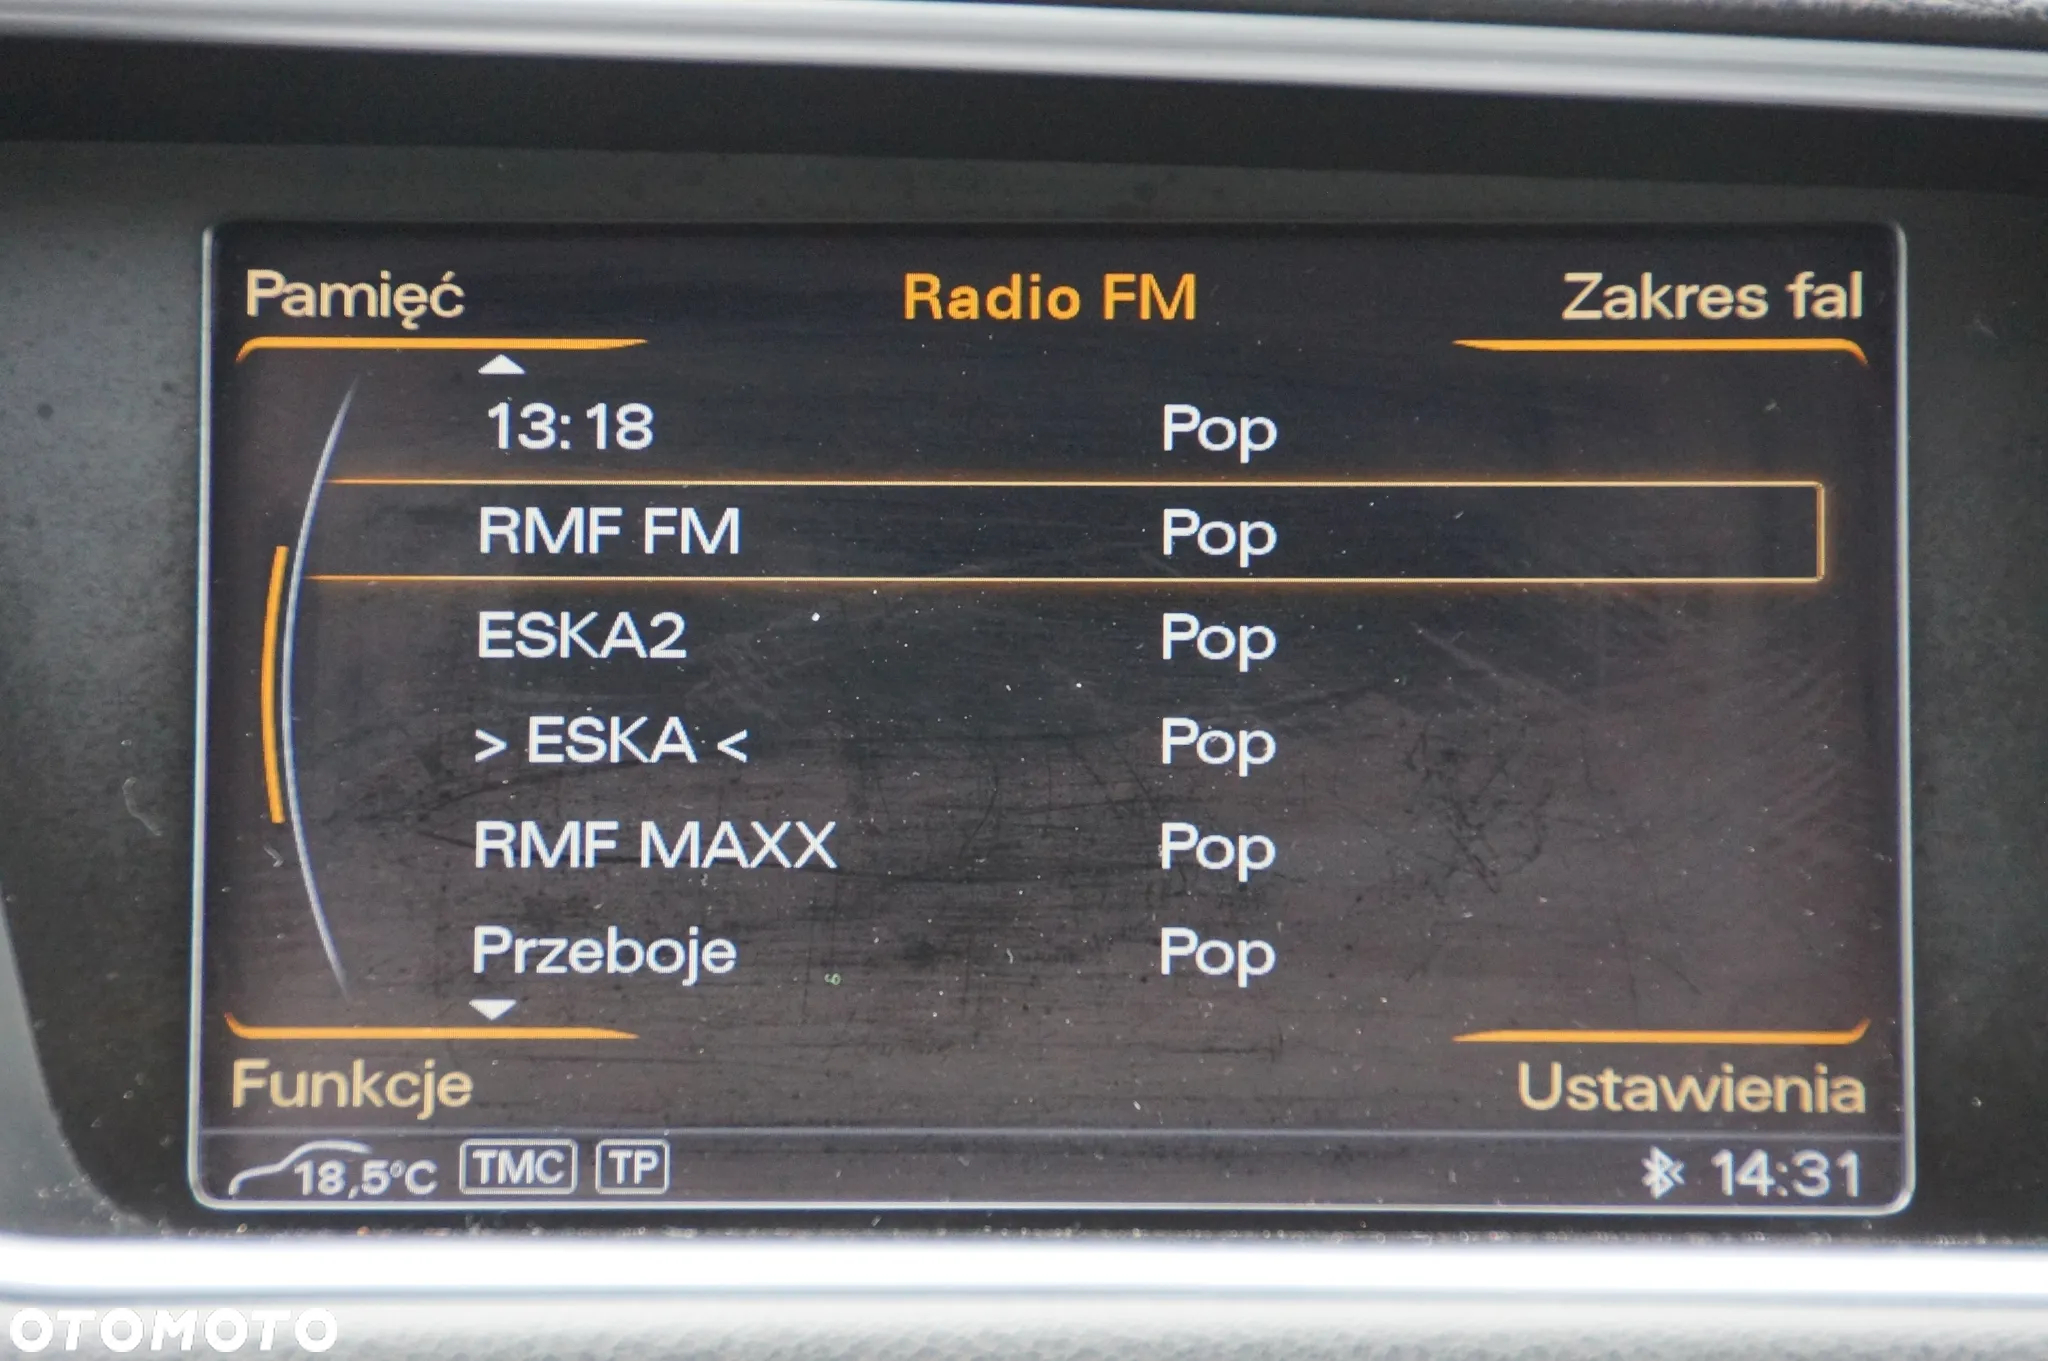 Pamięć Radio FM Zakres fal
13:18 Pop
RMF FM Pop
ESKA2 Pop
> ESKA < Pop
RMF MAXX Pop
Przeboje Pop
Funkcje Ustawienia
18,5°C TMC TP 14:31
OTOMOTO